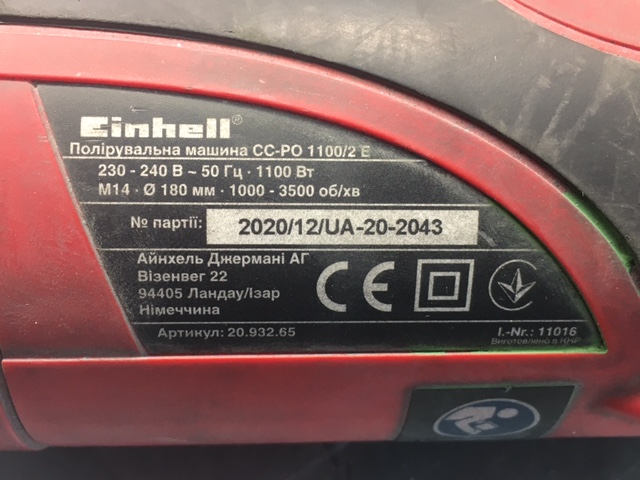 Einhell®
Полірувальна машина CC-PO 1100/2 E
230 - 240 В ~ 50 Гц · 1100 Вт
M14 · Ø 180 мм · 1000 - 3500 об/хв
№ партії: 2020/12/UA-20-2043
Айнхель Джермані АГ
Візенвег 22
94405 Ландау/Ізар
Німеччина
CE
Артикул: 20.932.65
I.-Nr.: 11016
Виготовлено в КНР